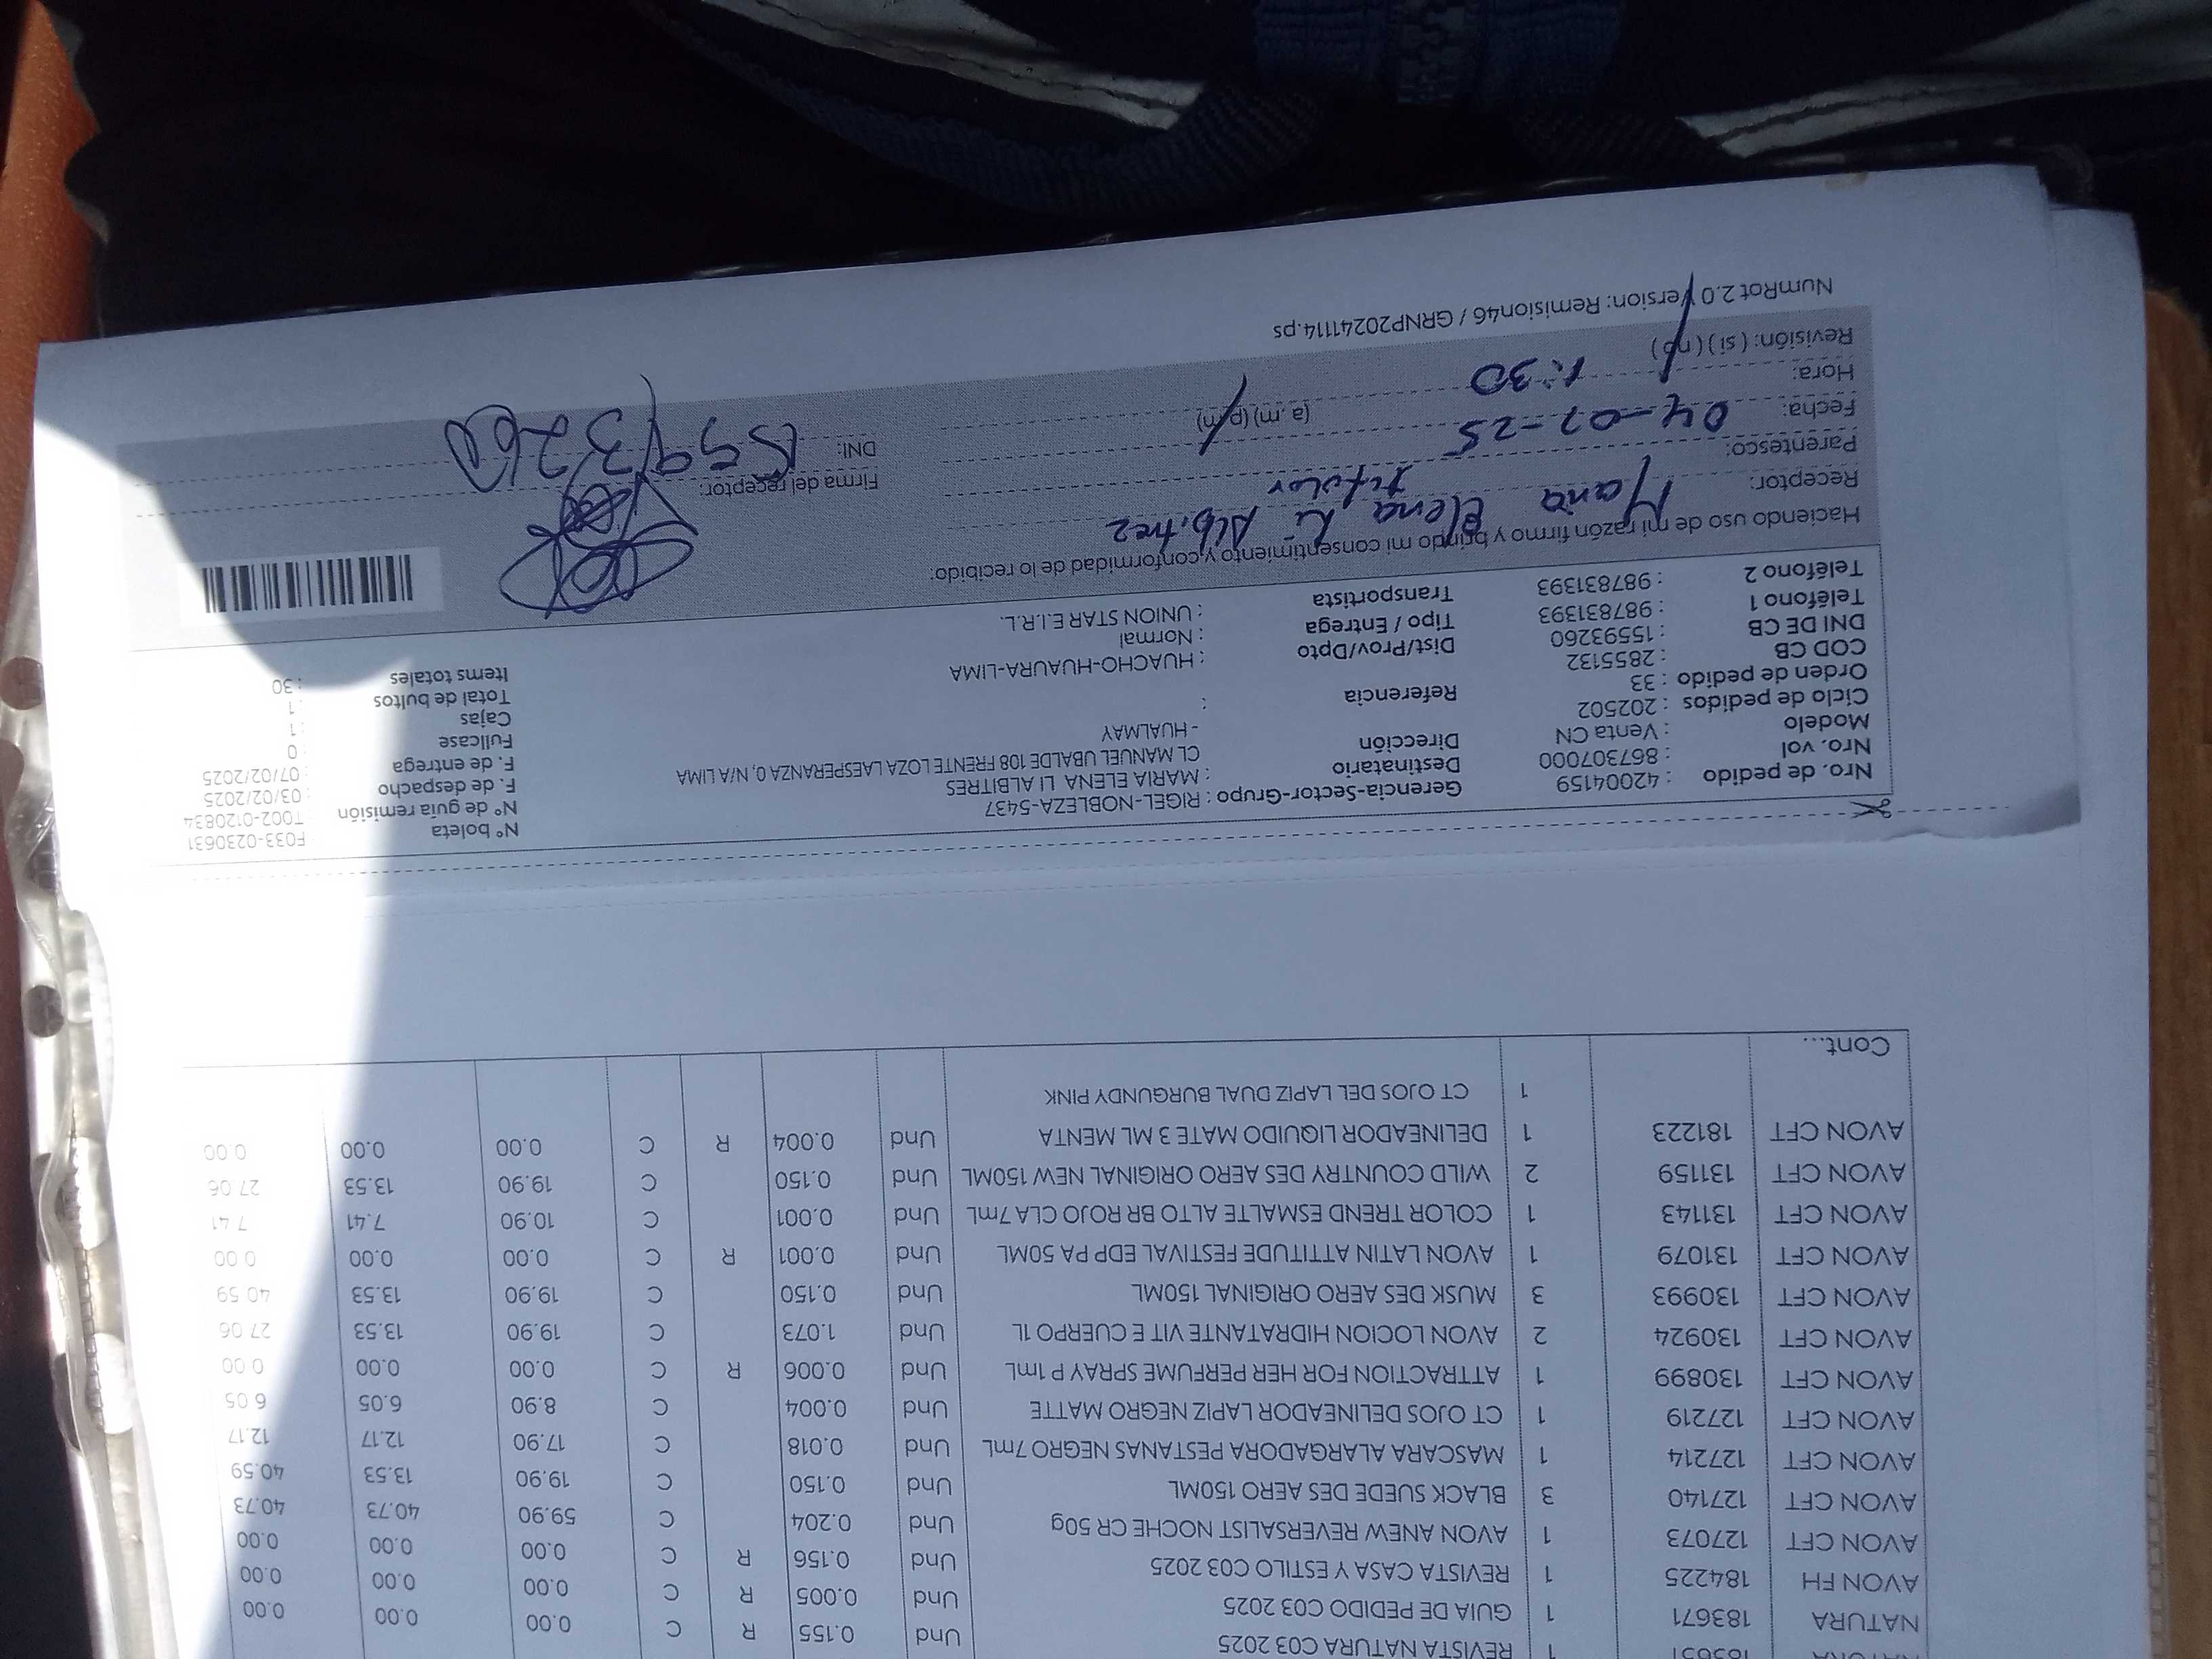 REVISTA NATURA C03 2025 Und 0.155 R C 0.00 0.00 0.00
NATURA 183671 1 GUIA DE PEDIDO C03 2025 Und 0.005 R C 0.00 0.00 0.00
AVON FH 184225 1 REVISTA CASA Y ESTILO C03 2025 Und 0.156 R C 0.00 0.00 0.00
AVON CFT 127073 1 AVON ANEW REVERSALIST NOCHE CR 50g Und 0.204 C 59.90 40.73 40.73
AVON CFT 127140 3 BLACK SUEDE DES AERO 150ML Und 0.150 C 19.90 13.53 40.59
AVON CFT 127214 1 MASCARA ALARGADORA PESTANAS NEGRO 7mL Und 0.018 C 17.90 12.17 12.17
AVON CFT 127219 1 CT OJOS DELINEADOR LAPIZ NEGRO MATTE Und 0.004 C 8.90 6.05 6.05
AVON CFT 130899 1 ATTRACTION FOR HER PERFUME SPRAY P 1mL Und 0.006 R C 0.00 0.00 0.00
AVON CFT 130924 2 AVON LOCION HIDRATANTE VIT E CUERPO 1L Und 1.073 C 19.90 13.53 27.06
AVON CFT 130993 3 MUSK DES AERO ORIGINAL 150ML Und 0.150 C 19.90 13.53 40.59
AVON CFT 131079 1 AVON LATIN ATTITUDE FESTIVAL EDP PA 50ML Und 0.001 R C 0.00 0.00 0.00
AVON CFT 131143 1 COLOR TREND ESMALTE ALTO BR ROJO CLA 7mL Und 0.001 C 10.90 7.41 7.41
AVON CFT 131159 2 WILD COUNTRY DES AERO ORIGINAL NEW 150ML Und 0.150 C 19.90 13.53 27.06
AVON CFT 181223 1 DELINEADOR LIQUIDO MATE 3 ML MENTA Und 0.004 R C 0.00 0.00 0.00
1 CT OJOS DEL LAPIZ DUAL BURGUNDY PINK
Cont...
Nro. de pedido : 42004159 Gerencia-Sector-Grupo : RIGEL-NOBLEZA-5437 N° boleta : F033-0230631
Nro. vol : 867307000 Destinatario : MARIA ELENA LI ALBITRES N° de guia remisión : T002-0120834
Modelo : Venta CN Dirección CL MANUEL UBALDE 108 FRENTE LOZA LAESPERANZA 0, N/A LIMA F. de despacho : 03/02/2025
-HUALMAY F. de entrega : 07/02/2025
Ciclo de pedidos : 202502 Referencia : Fullcase : 0
Orden de pedido : 33 Cajas : 1
COD CB : 2855132 Dist/Prov/Dpto : HUACHO-HUAURA-LIMA Total de bultos : 1
DNI DE CB : 15593260 Tipo / Entrega : Normal Items totales : 30
Teléfono 1 : 987831393 Transportista : UNION STAR E.I.R.L.
Teléfono 2 : 987831393
Haciendo uso de mi razón firmo y brindo mi consentimiento y conformidad de lo recibido:
Receptor: Maria Elena Li Albitrez
Parentesco: titular Firma del receptor:
Fecha: 04-02-25 DNI: 15593260
Hora: 1:30 (a. m) (p.m)
Revisión: ( si ) ( no )
NumRot 2.0 Version: Remision46 / GRNP20241114.ps